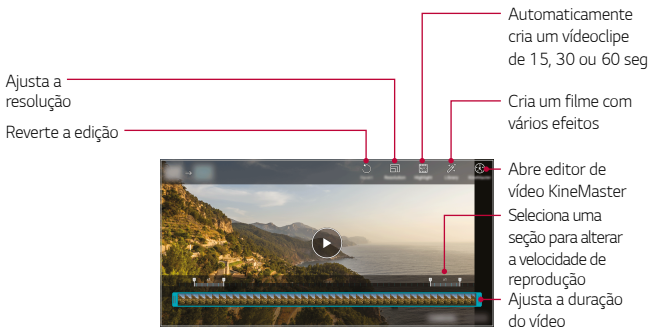 Automaticamente
cria um vídeoclipe
de 15, 30 ou 60 seg
Ajusta a
resolução
Cria um filme com
vários efeitos
Reverte a edição
Abre editor de
vídeo KineMaster
Seleciona uma
seção para alterar
a velocidade de
reprodução
Ajusta a duração
do vídeo